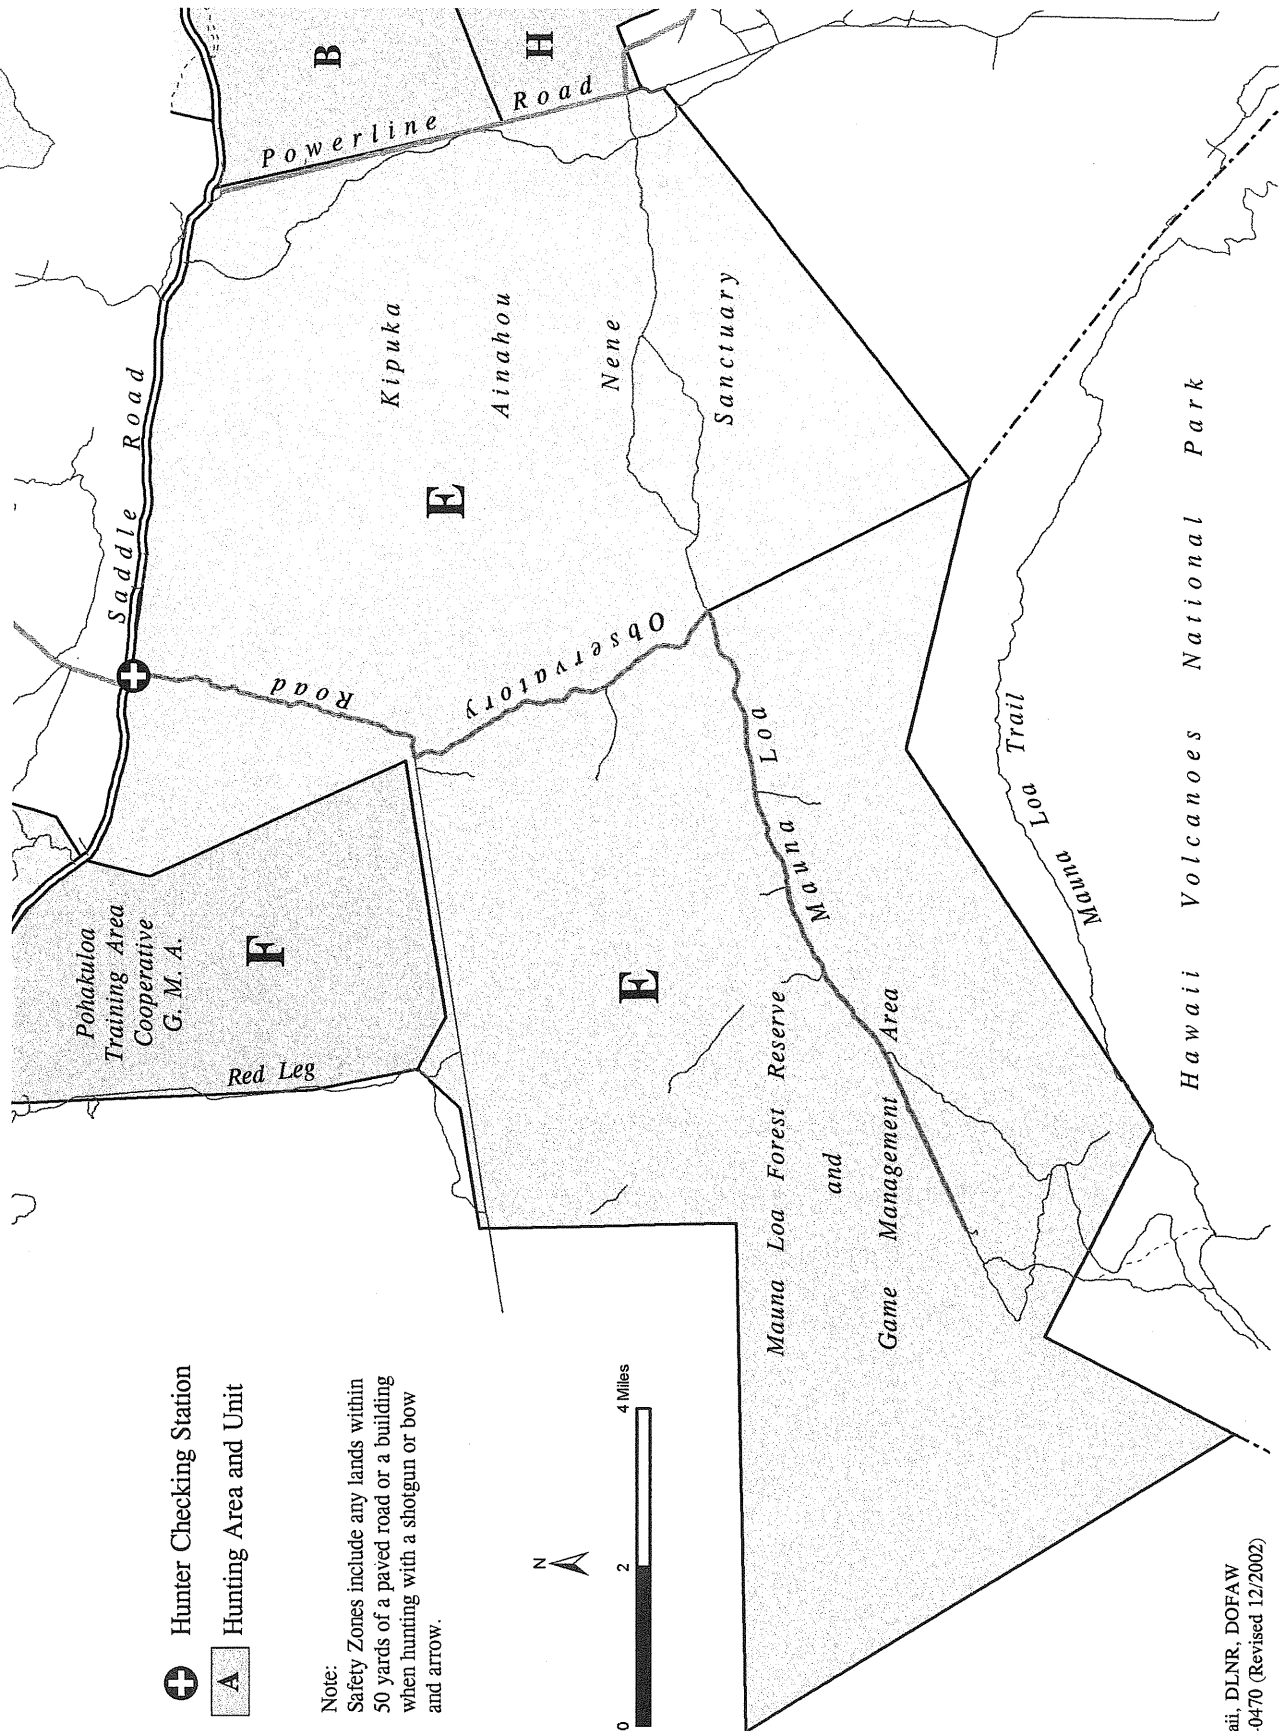 Hunter Checking Station
A
Hunting Area and Unit
Note:
Safety Zones include any lands within
50 yards of a paved road or a building
when hunting with a shotgun or bow
and arrow.
N
0 2 4 Miles
Pohakuloa
Training Area
Cooperative
G. M. A.
F
Red Leg
Saddle Road
B
H
Powerline Road
Kipuka
Ainahou
Nene
Sanctuary
E
Observatory Road
E
Mauna Loa
Mauna Loa Forest Reserve
and
Game Management Area
Mauna Loa Trail
Hawaii Volcanoes National Park
aii, DLNR, DOFAW
-0470 (Revised 12/2002)